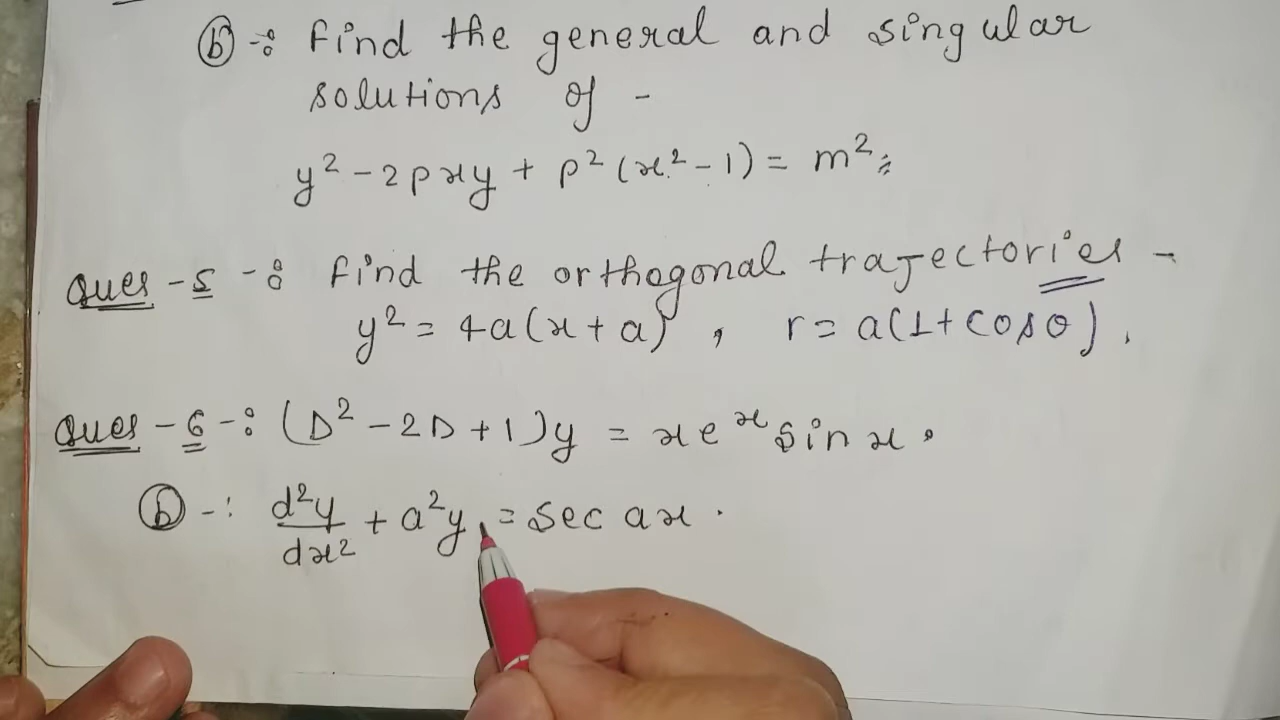 (b) -: find the general and singular
solutions of -
y² - 2pxy + p²(x² - 1) = m²
Ques - 5 -: find the orthogonal trajectories -
y² = 4a(x + a) , r = a(1 + cosθ) .
Ques - 6 -: (D² - 2D + 1)y = xeˣ sin x .
(b) -: d²y/dx² + a²y = sec ax .